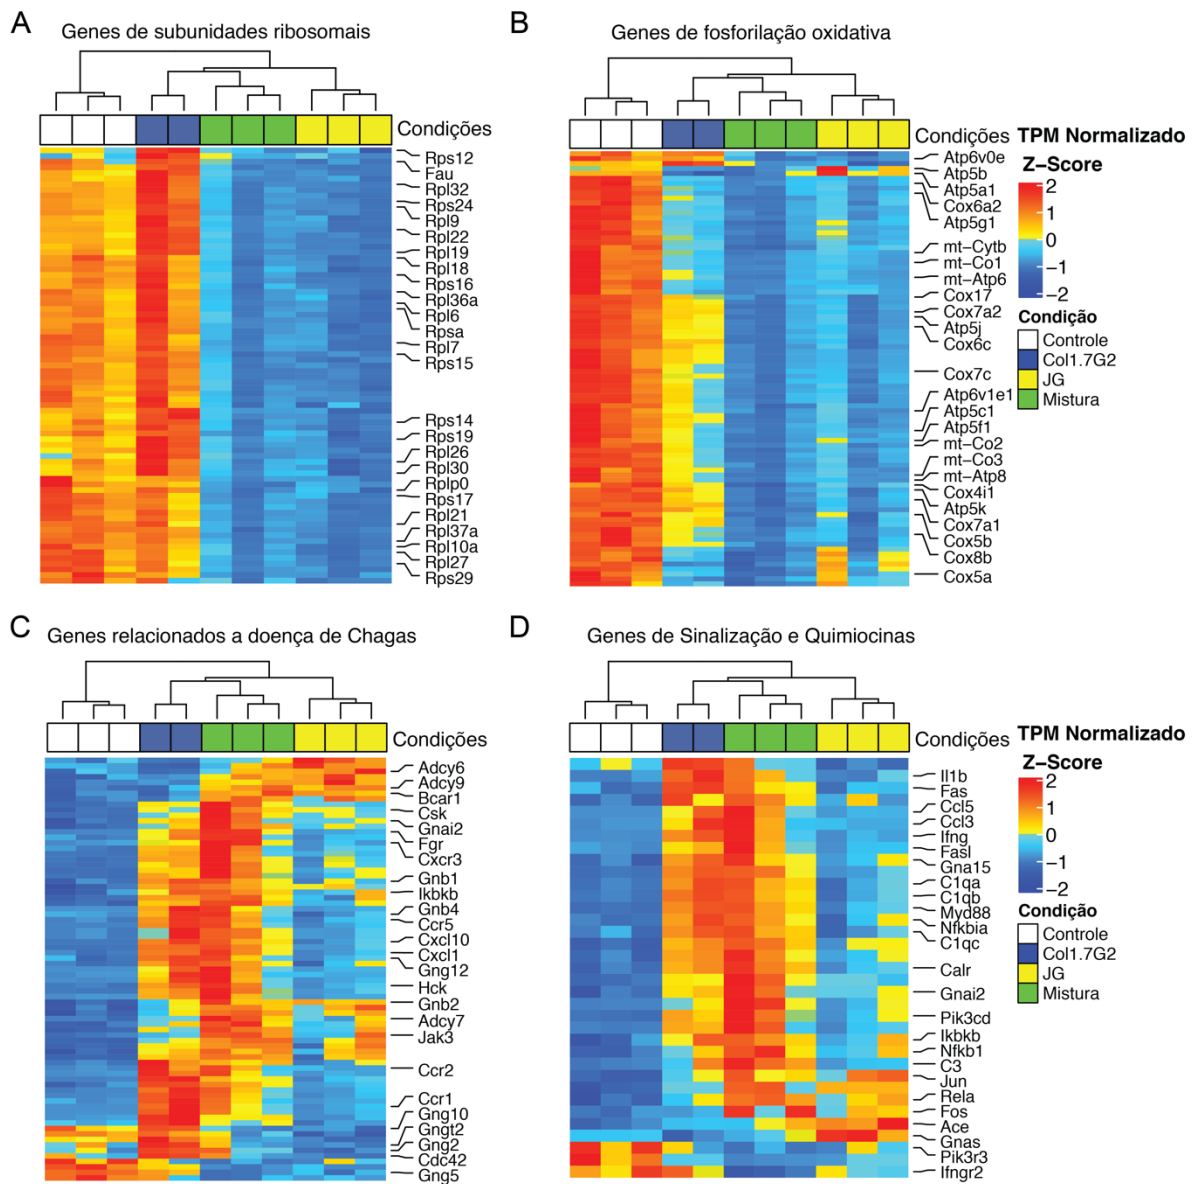 A
Genes de subunidades ribosomais
Condições
Rps12
Fau
Rpl32
Rps24
Rpl9
Rpl22
Rpl19
Rpl18
Rps16
Rpl36a
Rpl6
Rpsa
Rpl7
Rps15
Rps14
Rps19
Rpl26
Rpl30
Rplp0
Rps17
Rpl21
Rpl37a
Rpl10a
Rpl27
Rps29
B
Genes de fosforilação oxidativa
Condições
Atp6v0e
Atp5b
Atp5a1
Cox6a2
Atp5g1
mt-Cytb
mt-Co1
mt-Atp6
Cox17
Cox7a2
Atp5j
Cox6c
Cox7c
Atp6v1e1
Atp5c1
Atp5f1
mt-Co2
mt-Co3
mt-Atp8
Cox4i1
Atp5k
Cox7a1
Cox5b
Cox8b
Cox5a
TPM Normalizado
Z-Score
2
1
0
-1
-2
Condição
Controle
Col1.7G2
JG
Mistura
C
Genes relacionados a doença de Chagas
Condições
Adcy6
Adcy9
Bcar1
Csk
Gnai2
Fgr
Cxcr3
Gnb1
Ikbkb
Gnb4
Ccr5
Cxcl10
Cxcl1
Gng12
Hck
Gnb2
Adcy7
Jak3
Ccr2
Ccr1
Gng10
Gngt2
Gng2
Cdc42
Gng5
D
Genes de Sinalização e Quimiocinas
Condições
Il1b
Fas
Ccl5
Ccl3
Ifng
Fasl
Gna15
C1qa
C1qb
Myd88
Nfkbia
C1qc
Calr
Gnai2
Pik3cd
Ikbkb
Nfkb1
C3
Jun
Rela
Fos
Ace
Gnas
Pik3r3
Ifngr2
TPM Normalizado
Z-Score
2
1
0
-1
-2
Condição
Controle
Col1.7G2
JG
Mistura